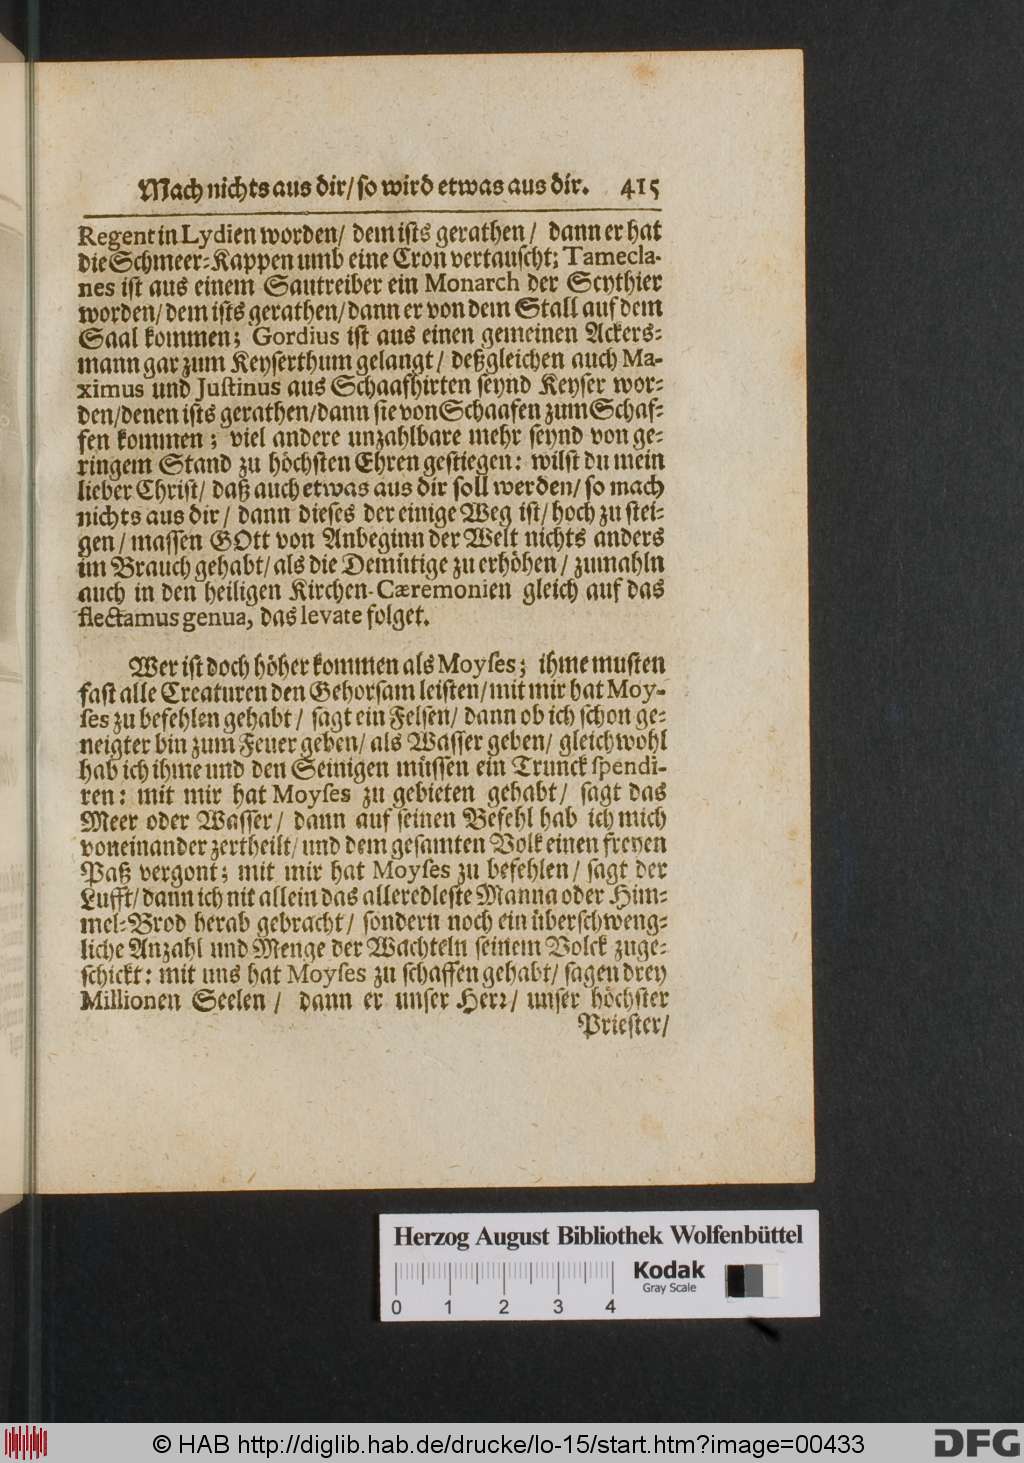 Mach nichts aus dir/ so wird etwas aus dir. 415
Regent in Lydien worden/ dem ists gerathen/ dann er hat
die Schmeer-Kappen umb eine Cron vertauscht; Tamecla-
nes ist aus einem Sautreiber ein Monarch der Scythier
worden/ dem ists gerathen/ dann er von dem Stall auf dem
Saal kommen; Gordius ist aus einen gemeinen Ackers-
mann gar zum Keyserthum gelangt/ deßgleichen auch Ma-
ximus und Justinus aus Schaafhirten seynd Keyser wor-
den/ denen ists gerathen/ dann sie von Schaafen zum Schaf-
fen kommen; viel andere unzahlbare mehr seynd von ge-
ringem Stand zu höchsten Ehren gestiegen: wilst du mein
lieber Christ/ daß auch etwas aus dir soll werden/ so mach
nichts aus dir/ dann dieses der einige Weg ist/ hoch zu stei-
gen/ massen GOtt von Anbeginn der Welt nichts anders
im Brauch gehabt/ als die Demütige zu erhöhen/ zumahln
auch in den heiligen Kirchen-Cæremonien gleich auf das
flectamus genua, das levate folget.
Wer ist doch höher kommen als Moyses; ihme musten
fast alle Creaturen den Gehorsam leisten/ mit mir hat Moy-
ses zu befehlen gehabt/ sagt ein Felsen/ dann ob ich schon ge-
neigter bin zum Feuer geben/ als Wasser geben/ gleichwohl
hab ich ihme und den Seinigen müssen ein Trunck spendi-
ren: mit mir hat Moyses zu gebieten gehabt/ sagt das
Meer oder Wasser/ dann auf seinen Befehl hab ich mich
voneinander zertheilt/ und dem gesamten Volk einen freyen
Paß vergont; mit mir hat Moyses zu befehlen/ sagt der
Lufft/ dann ich nit allein das alleredleste Manna oder Him-
mel-Brod herab gebracht/ sondern noch ein überschweng-
liche Anzahl und Menge der Wachteln seinem Volck zuge-
schickt: mit uns hat Moyses zu schaffen gehabt/ sagen drey
Millionen Seelen/ dann er unser Herr/ unser höchster
Priester/
Herzog August Bibliothek Wolfenbüttel
0 1 2 3 4
Kodak
Gray Scale
© HAB http://diglib.hab.de/drucke/lo-15/start.htm?image=00433
DFG